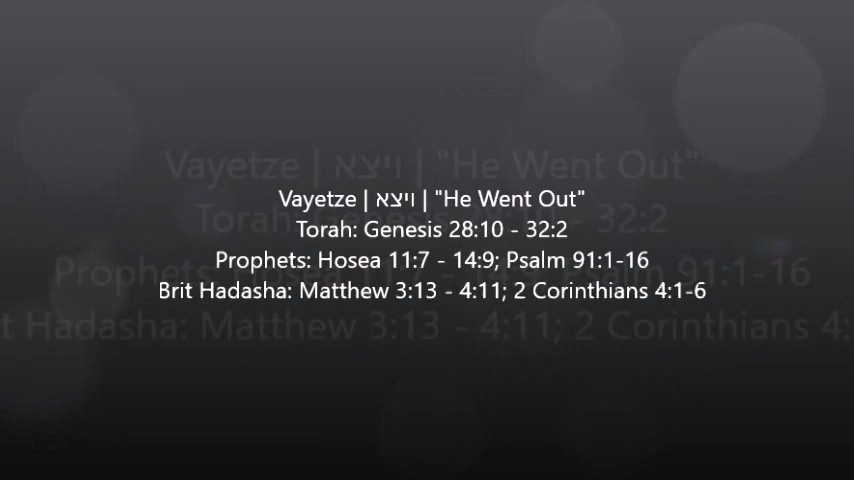 Vayetze | ויצא | "He Went Out"
Torah: Genesis 28:10 - 32:2
Prophets: Hosea 11:7 - 14:9; Psalm 91:1-16
Brit Hadasha: Matthew 3:13 - 4:11; 2 Corinthians 4:1-6